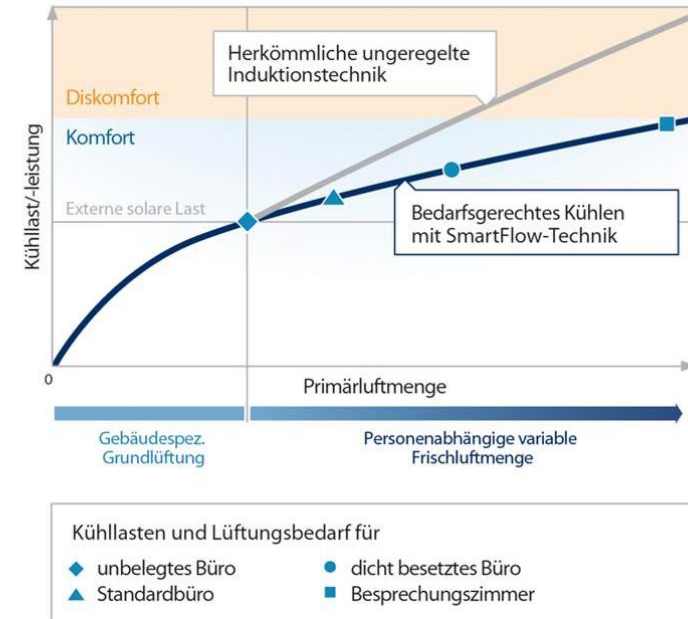 Herkömmliche ungeregelte
Induktionstechnik
Diskomfort
Komfort
Externe solare Last
Bedarfsgerechtes Kühlen
mit SmartFlow-Technik
Kühllast/-leistung
0
Primärluftmenge
Gebäudespez.
Grundlüftung
Personenabhängige variable
Frischluftmenge
Kühllasten und Lüftungsbedarf für
unbelegtes Büro
dicht besetztes Büro
Standardbüro
Besprechungszimmer